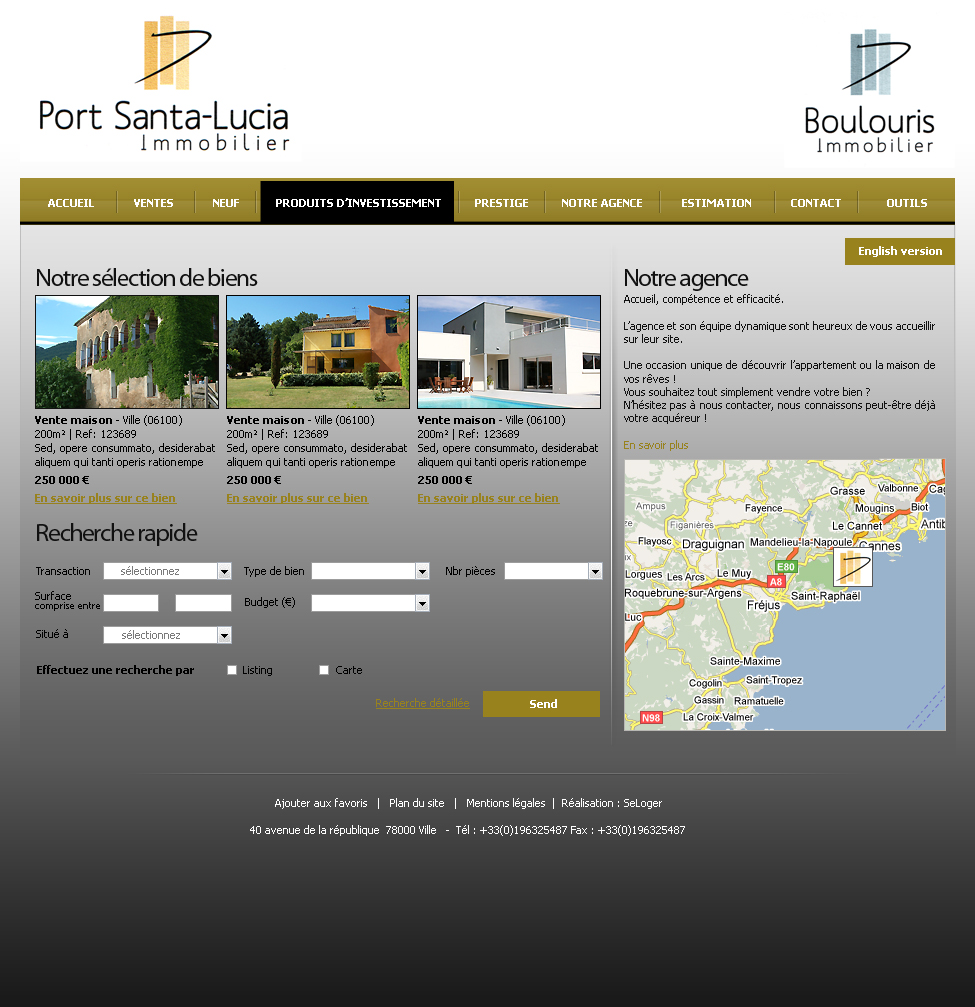 Port Santa-Lucia
Immobilier
Boulouris
Immobilier
ACCUEIL
VENTES
NEUF
PRODUITS D'INVESTISSEMENT
PRESTIGE
NOTRE AGENCE
ESTIMATION
CONTACT
OUTILS
English version
Notre sélection de biens
Vente maison - Ville (06100)
200m² | Ref: 123689
Sed, opere consummato, desiderabat
aliquem qui tanti operis rationempe
250 000 €
En savoir plus sur ce bien
Vente maison - Ville (06100)
200m² | Ref: 123689
Sed, opere consummato, desiderabat
aliquem qui tanti operis rationempe
250 000 €
En savoir plus sur ce bien
Vente maison - Ville (06100)
200m² | Ref: 123689
Sed, opere consummato, desiderabat
aliquem qui tanti operis rationempe
250 000 €
En savoir plus sur ce bien
Recherche rapide
Transaction sélectionnez Type de bien Nbr pièces
Surface
comprise entre
Budget (€)
Situé à sélectionnez
Effectuez une recherche par Listing Carte
Recherche détaillée Send
Notre agence
Accueil, compétence et efficacité.
L'agence et son équipe dynamique sont heureux de vous accueillir
sur leur site.
Une occasion unique de découvrir l'appartement ou la maison de
vos rêves !
Vous souhaitez tout simplement vendre votre bien ?
N'hésitez pas à nous contacter, nous connaissons peut-être déjà
votre acquéreur !
En savoir plus
Grasse
Valbonne
Cag
Ampus
Fayence
Mougins
Biot
ze
Figanières
Le Cannet
Antib
Flayosc
Draguignan
Mandelieu-la-Napoule
Cannes
Lorgues
Les Arcs
Le Muy
E80
A8
Roquebrune-sur-Argens
Saint-Raphaël
Fréjus
Luc
Sainte-Maxime
Cogolin
Saint-Tropez
Gassin
Ramatuelle
N98
La Croix-Valmer
Ajouter aux favoris | Plan du site | Mentions légales | Réalisation : SeLoger
40 avenue de la république 78000 Ville - Tél : +33(0)196325487 Fax : +33(0)196325487